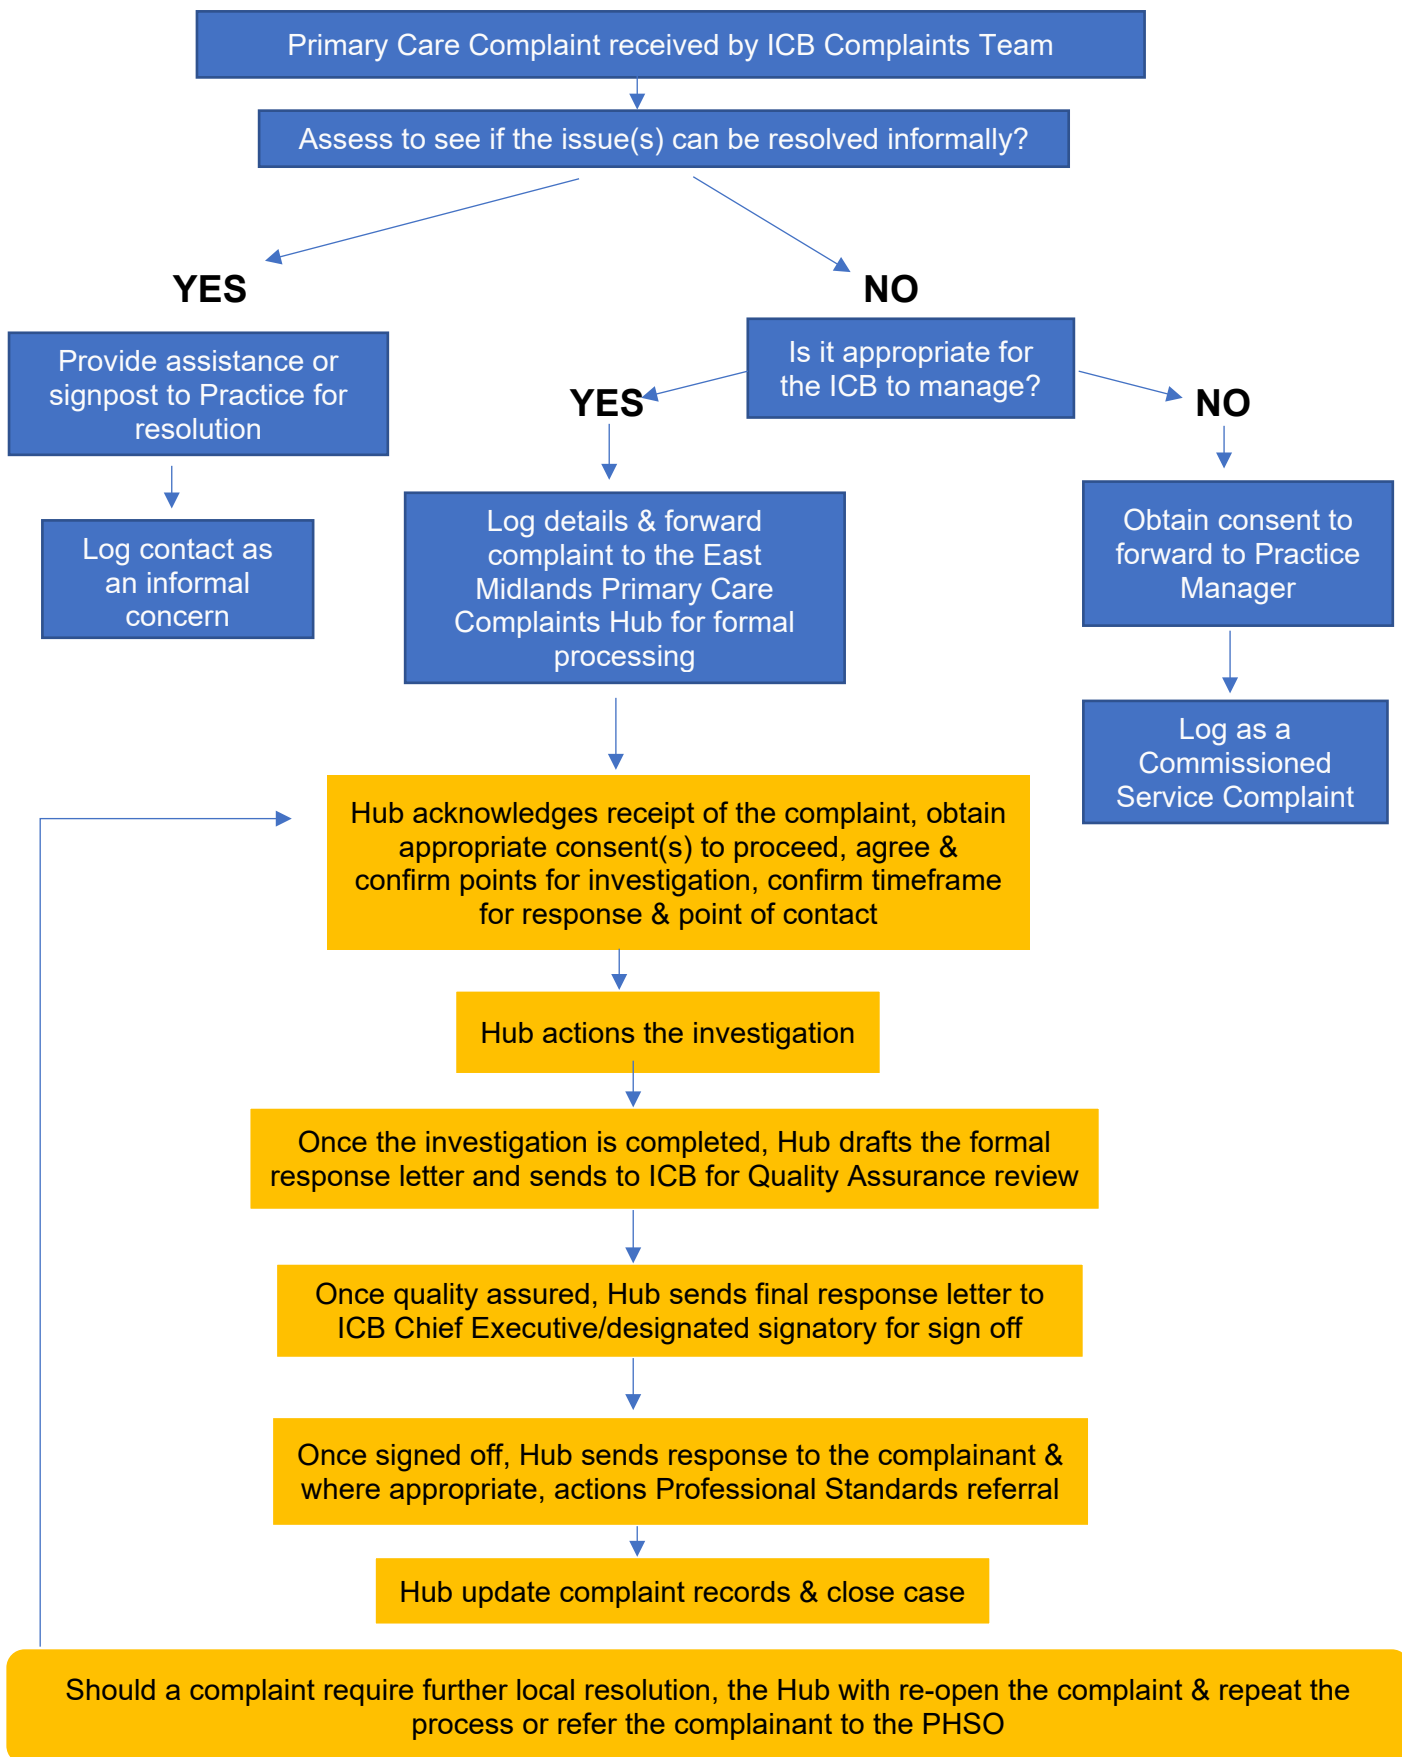 Primary Care Complaint received by ICB Complaints Team
Assess to see if the issue(s) can be resolved informally?
YES
NO
Provide assistance or
signpost to Practice for
resolution
Is it appropriate for
the ICB to manage?
YES
NO
Log contact as
an informal
concern
Log details & forward
complaint to the East
Midlands Primary Care
Complaints Hub for formal
processing
Obtain consent to
forward to Practice
Manager
Log as a
Commissioned
Service Complaint
Hub acknowledges receipt of the complaint, obtain
appropriate consent(s) to proceed, agree &
confirm points for investigation, confirm timeframe
for response & point of contact
Hub actions the investigation
Once the investigation is completed, Hub drafts the formal
response letter and sends to ICB for Quality Assurance review
Once quality assured, Hub sends final response letter to
ICB Chief Executive/designated signatory for sign off
Once signed off, Hub sends response to the complainant &
where appropriate, actions Professional Standards referral
Hub update complaint records & close case
Should a complaint require further local resolution, the Hub with re-open the complaint & repeat the
process or refer the complainant to the PHSO